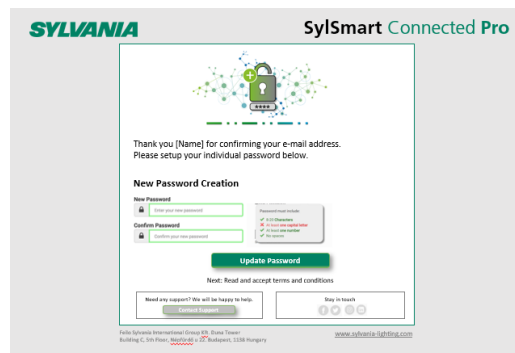 SYLVANIA
SylSmart Connected Pro
****
Thank you [Name] for confirming your e-mail address.
Please setup your individual password below.
New Password Creation
New Password
Enter your new password
Confirm Password
Confirm your new password
Password must include:
Characters
At least one capital letter
At least one number
No spaces
Update Password
Next: Read and accept terms and conditions
Need any support? We will be happy to help.
Contact Support
Stay in touch
Feilo Sylvania International Group Kft. Duna Tower
Building C, 5th Floor, Népfürdő u 22. Budapest, 1138 Hungary
www.sylvania-lighting.com